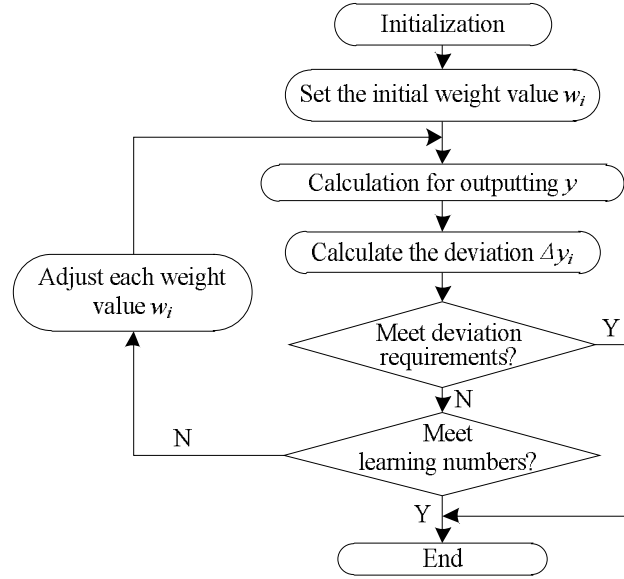 Initialization
Set the initial weight value wᵢ
Calculation for outputting y
Calculate the deviation Δyᵢ
Adjust each weight
value wᵢ
Meet deviation
requirements?
Y
N
Meet
learning numbers?
N
Y
End